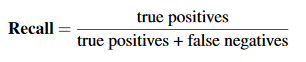 Recall = true positives
true positives + false negatives